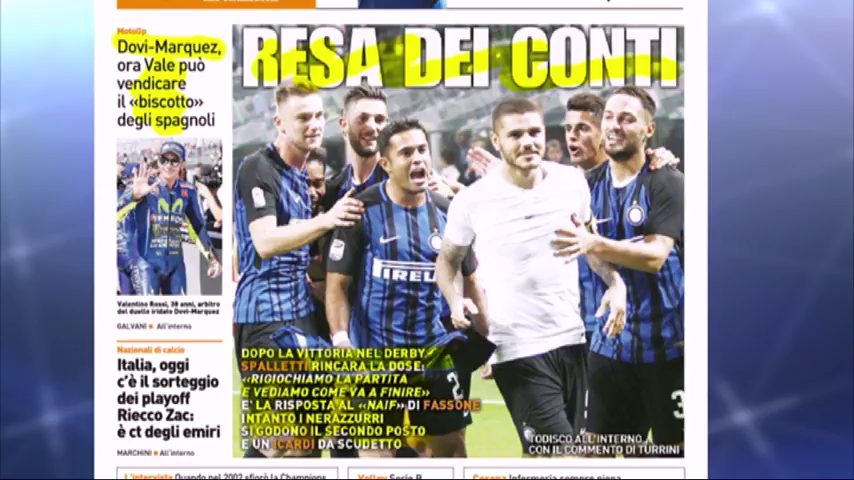 MotoGp
Dovi-Marquez,
ora Vale può
vendicare
il «biscotto»
degli spagnoli
Valentino Rossi, 38 anni, arbitro
del duello iridato Dovi-Marquez
GALVANI ■ All'interno
Nazionali di calcio
Italia, oggi
c'è il sorteggio
dei playoff
Riecco Zac:
è ct degli emiri
MARCHINI ■ All'interno
RESA DEI CONTI
PIRELLI
DOPO LA VITTORIA NEL DERBY
SPALLETTI RINCARA LA DOSE:
«RIGIOCHIAMO LA PARTITA
E VEDIAMO COME VA A FINIRE»
E' LA RISPOSTA AL «NAIF» DI FASSONE
INTANTO I NERAZZURRI
SI GODONO IL SECONDO POSTO
E UN ICARDI DA SCUDETTO
TODISCO ALL'INTERNO
CON IL COMMENTO DI TURRINI
L'intervista Quando nel 2002 sfiorò la Champions
Volley Serie B
Cesena Infermeria sempre piena